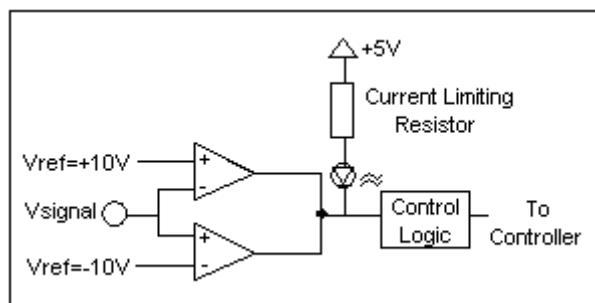 +5V
Current Limiting
Resistor
Vref=+10V
+
-
Vsignal
+
-
Vref=-10V
Control
Logic
To
Controller